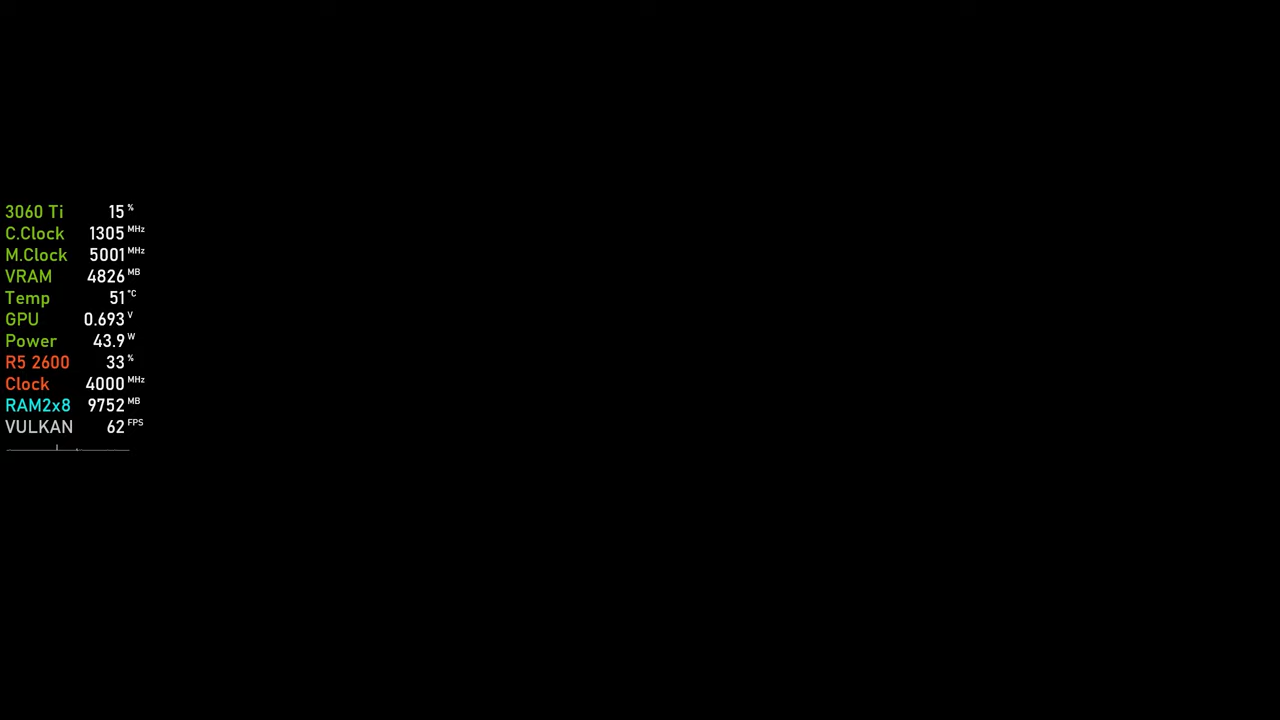 3060 Ti 15 %
C.Clock 1305 MHz
M.Clock 5001 MHz
VRAM 4826 MB
Temp 51 °C
GPU 0.693 V
Power 43.9 W
R5 2600 33 %
Clock 4000 MHz
RAM2x8 9752 MB
VULKAN 62 FPS